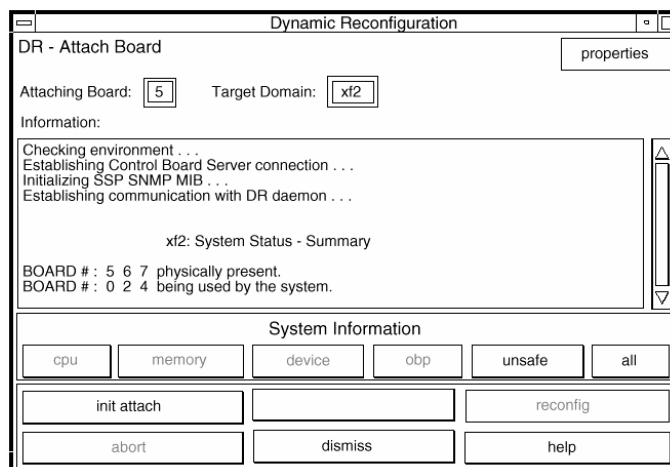 Dynamic Reconfiguration
DR - Attach Board
properties
Attaching Board: 5 Target Domain: xf2
Information:
Checking environment . . .
Establishing Control Board Server connection . . .
Initializing SSP SNMP MIB . . .
Establishing communication with DR daemon . . .
xf2: System Status - Summary
BOARD # : 5 6 7 physically present.
BOARD # : 0 2 4 being used by the system.
System Information
cpu memory device obp unsafe all
init attach reconfig
abort dismiss help